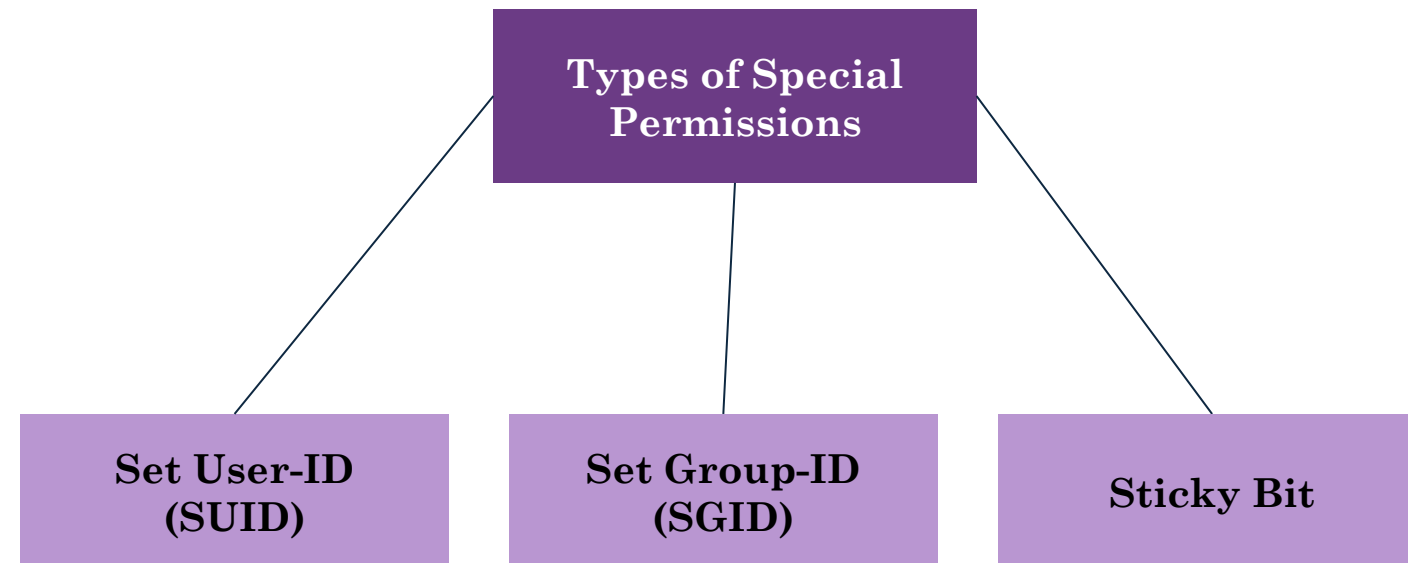 Types of Special
Permissions
Set User-ID
(SUID)
Set Group-ID
(SGID)
Sticky Bit